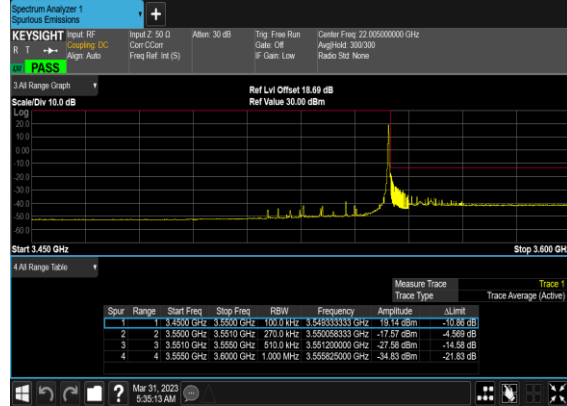 Spectrum Analyzer 1
Spurious Emissions
+
KEYSIGHT Input: RF Input Z: 50 Ω Atten: 30 dB Trig: Free Run Center Freq: 22.005000000 GHz
R T Coupling: DC Corr CCorr Gate: Off Avg|Hold: 300/300
Align: Auto Freq Ref: Int (S) IF Gain: Low Radio Std: None
LW PASS
3 All Range Graph
Ref Lvl Offset 18.69 dB
Scale/Div 10.0 dB Ref Value 30.00 dBm
Log
20.0
10.0
0.00
-10.0
-20.0
-30.0
-40.0
-50.0
-60.0
Start 3.450 GHz Stop 3.600 GH
4 All Range Table
Measure Trace Trace 1
Trace Type Trace Average (Active)
Spur Range Start Freq Stop Freq RBW Frequency Amplitude ΔLimit
1 1 3.4500 GHz 3.5500 GHz 100.0 kHz 3.549333333 GHz 19.14 dBm -10.86 dB
2 2 3.5500 GHz 3.5510 GHz 270.0 kHz 3.550058333 GHz -17.57 dBm -4.569 dB
3 3 3.5510 GHz 3.5550 GHz 510.0 kHz 3.551200000 GHz -27.58 dBm -14.58 dB
4 4 3.5550 GHz 3.6000 GHz 1.000 MHz 3.555825000 GHz -34.83 dBm -21.83 dB
? Mar 31, 2023
5:35:13 AM